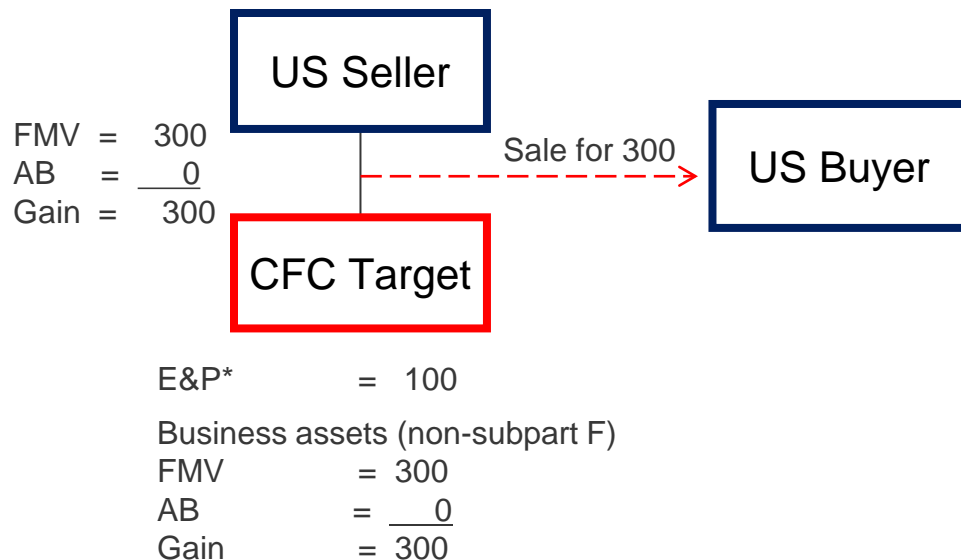 US Seller
FMV = 300
AB = 0
Gain = 300
Sale for 300
US Buyer
CFC Target
E&P* = 100
Business assets (non-subpart F)
FMV = 300
AB = 0
Gain = 300